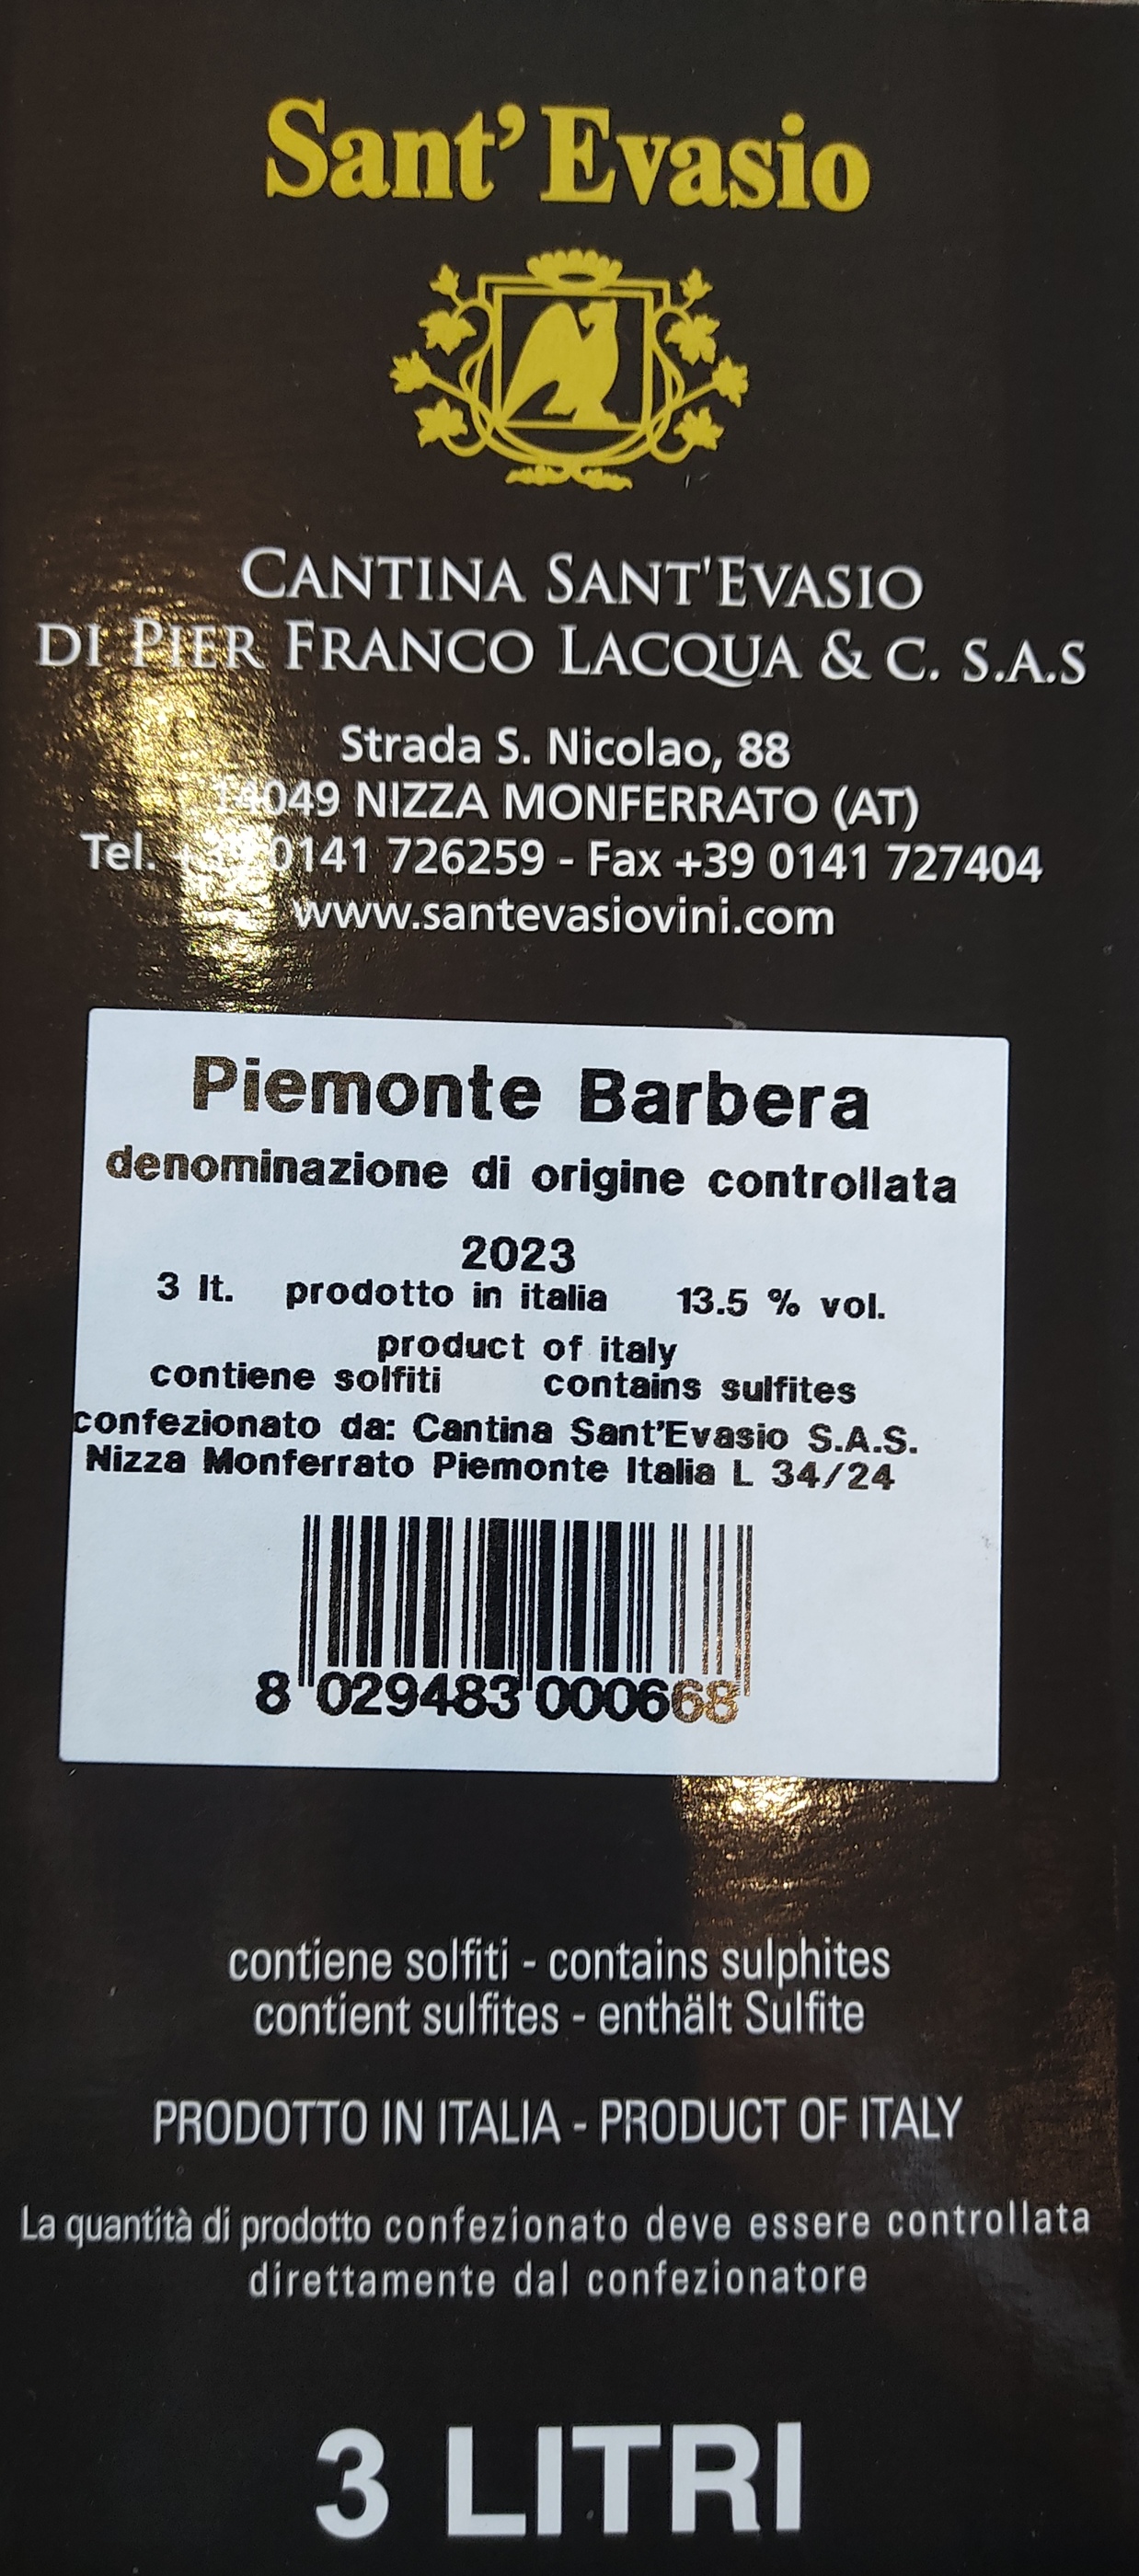 Sant' Evasio
CANTINA SANT'EVASIO
DI PIER FRANCO LACQUA & C. S.A.S
Strada S. Nicolao, 88
14049 NIZZA MONFERRATO (AT)
Tel. +39 0141 726259 - Fax +39 0141 727404
www.santevasiovini.com
Piemonte Barbera
denominazione di origine controllata
2023
3 lt. prodotto in italia 13.5 % vol.
product of italy
contiene solfiti contains sulfites
confezionato da: Cantina Sant'Evasio S.A.S.
Nizza Monferrato Piemonte Italia L 34/24
8 029483 000668
contiene solfiti - contains sulphites
contient sulfites - enthält Sulfite
PRODOTTO IN ITALIA - PRODUCT OF ITALY
La quantità di prodotto confezionato deve essere controllata
direttamente dal confezionatore
3 LITRI